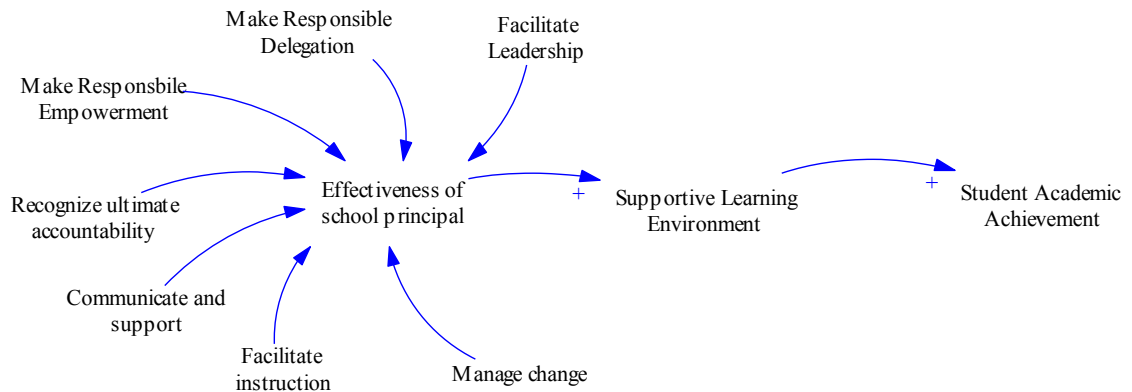 Make Responsible
Delegation
Facilitate
Leadership
Make Responsbile
Empowerment
Effectiveness of
school principal
Recognize ultimate
accountability
+
Supportive Learning
Environment
+
Student Academic
Achievement
Communicate and
support
Facilitate
instruction
Manage change